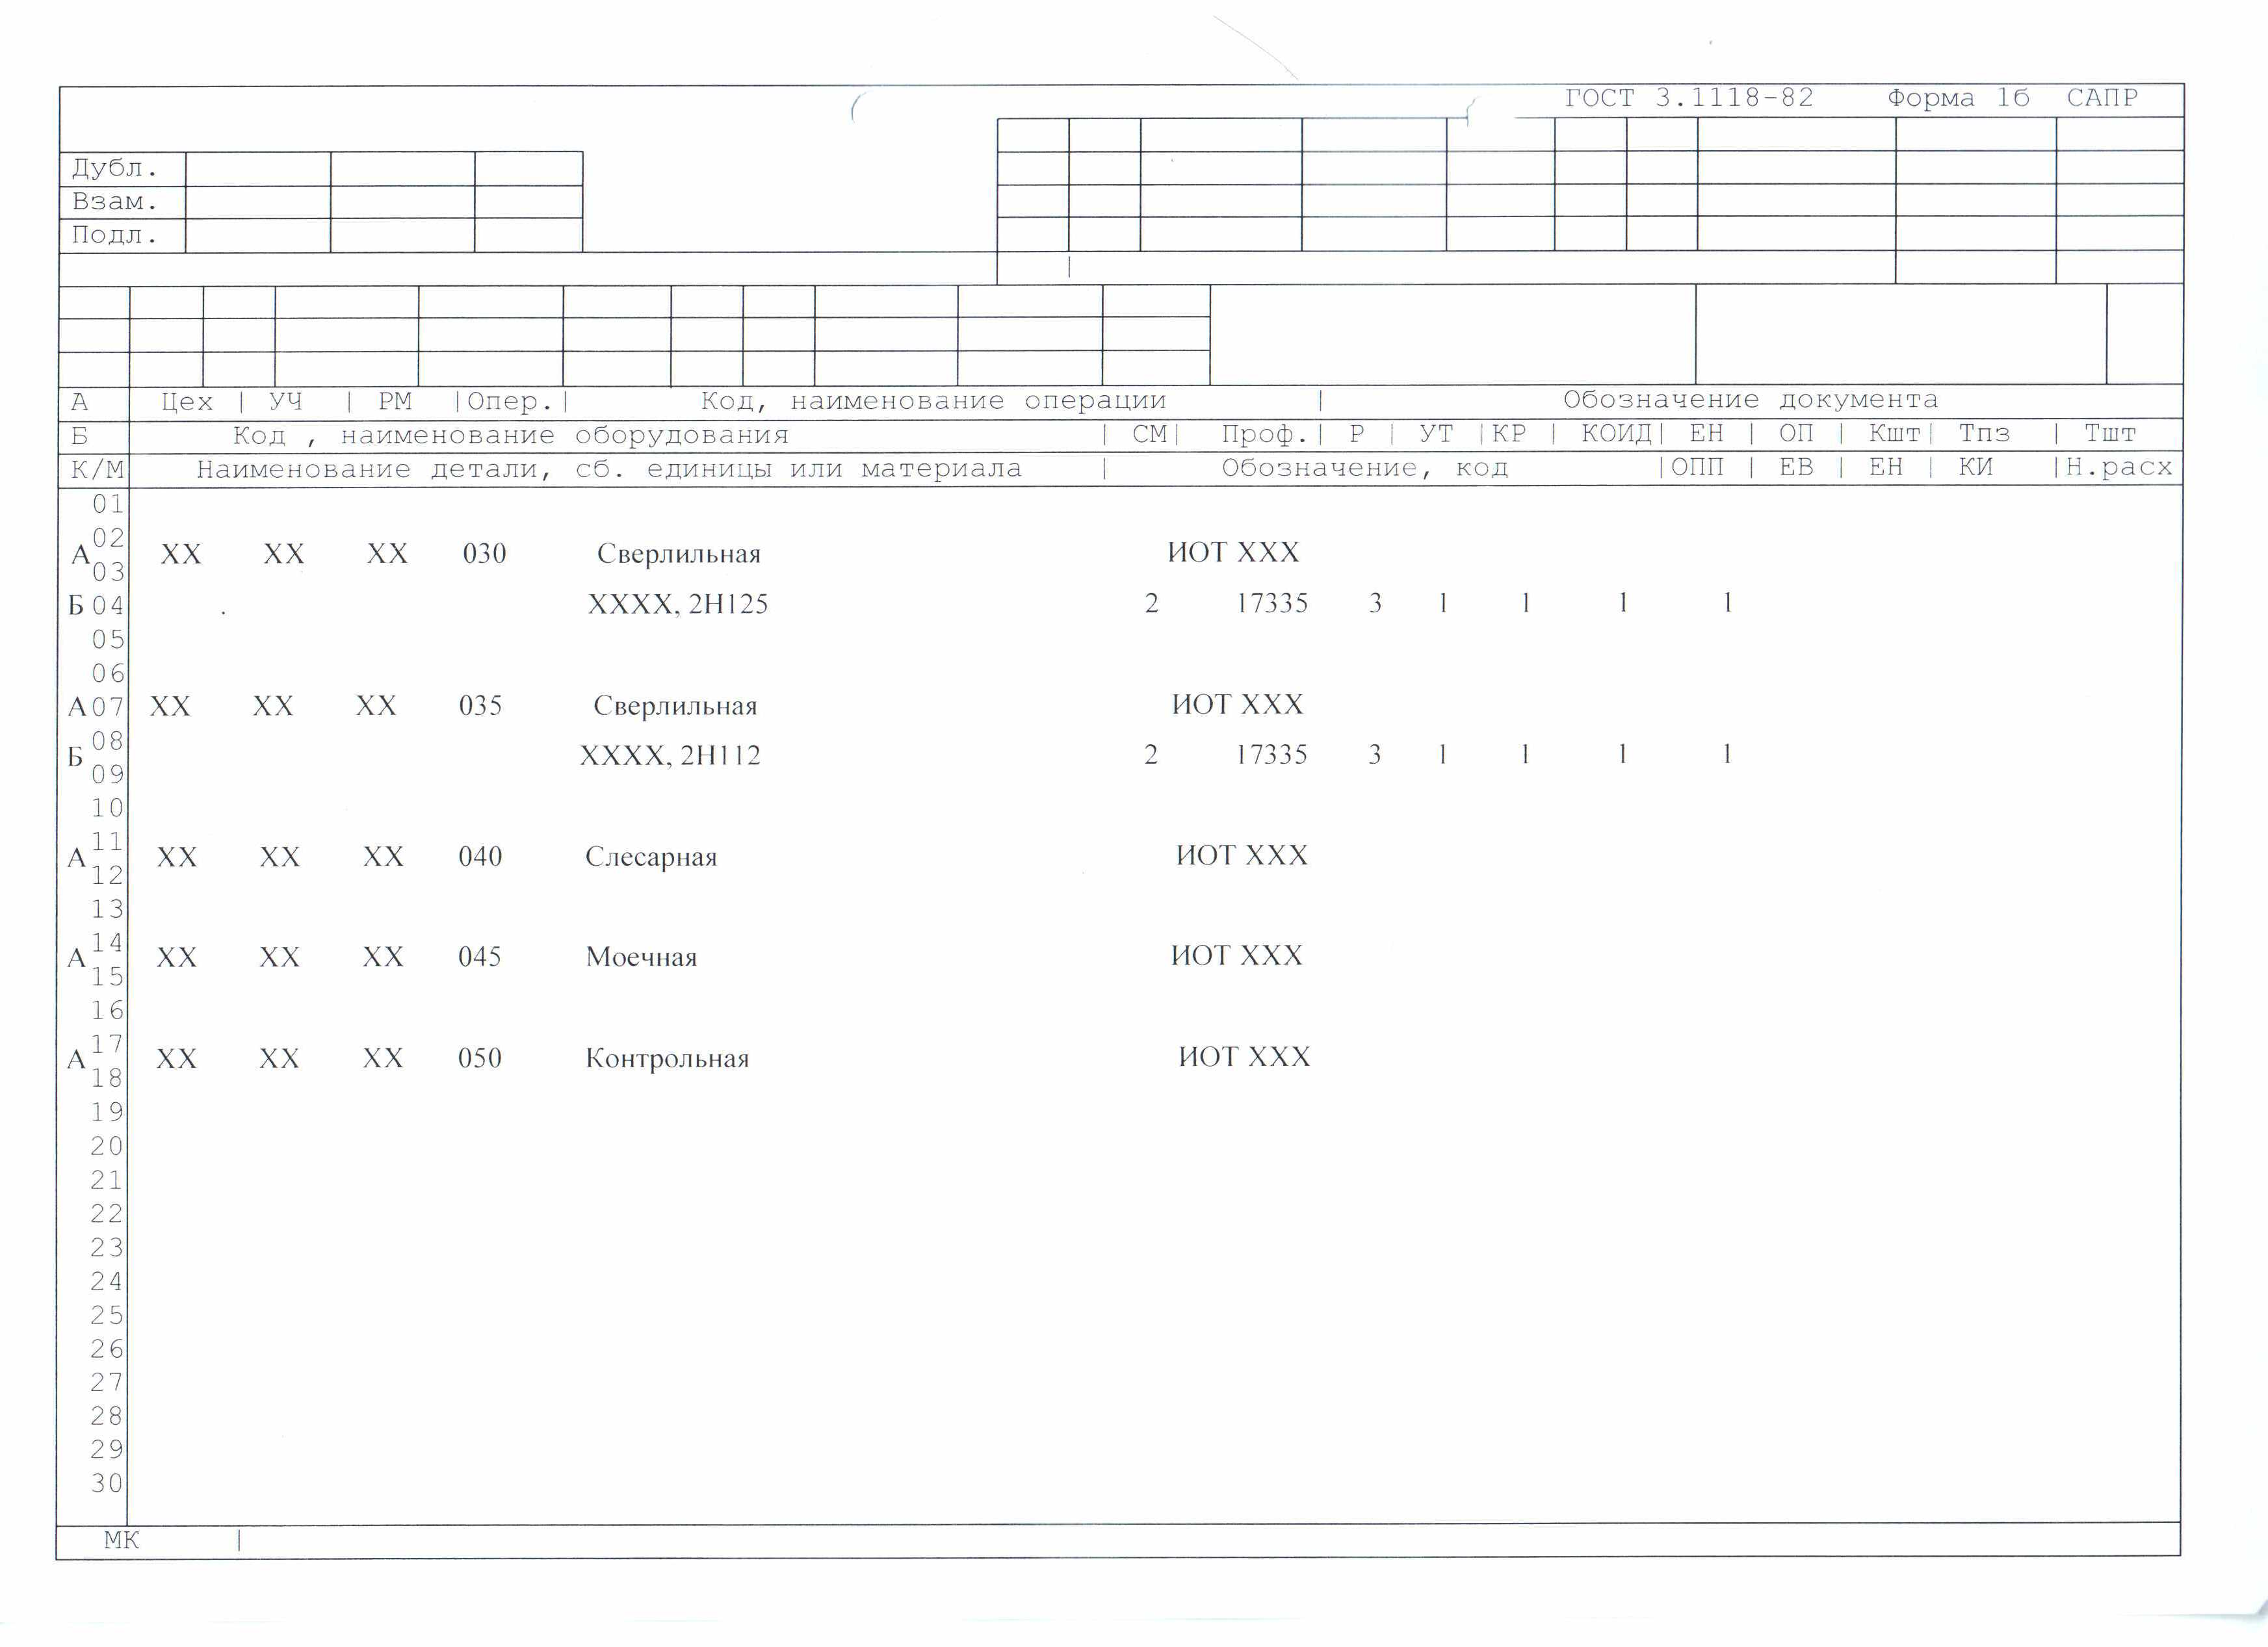 ГОСТ 3.1118-82 Форма 1б САПР
Дубл.
Взам.
Подл.
А Цех | УЧ | РМ |Опер.| Код, наименование операции | Обозначение документа
Б Код , наименование оборудования | СМ| Проф.| Р | УТ |КР | КОИД| ЕН | ОП | Кшт| Тпз | Тшт
К/М Наименование детали, сб. единицы или материала | Обозначение, код |ОПП | ЕВ | ЕН | КИ |Н.расх
01
02
А ХХ ХХ ХХ 030 Сверлильная ИОТ ХХХ
03
Б 04 ХХХХ, 2Н125 2 17335 3 1 1 1 1
05
06
А 07 ХХ ХХ ХХ 035 Сверлильная ИОТ ХХХ
08
Б ХХХХ, 2Н112 2 17335 3 1 1 1 1
09
10
11
А ХХ ХХ ХХ 040 Слесарная ИОТ ХХХ
12
13
14
А ХХ ХХ ХХ 045 Моечная ИОТ ХХХ
15
16
17
А ХХ ХХ ХХ 050 Контрольная ИОТ ХХХ
18
19
20
21
22
23
24
25
26
27
28
29
30
МК |